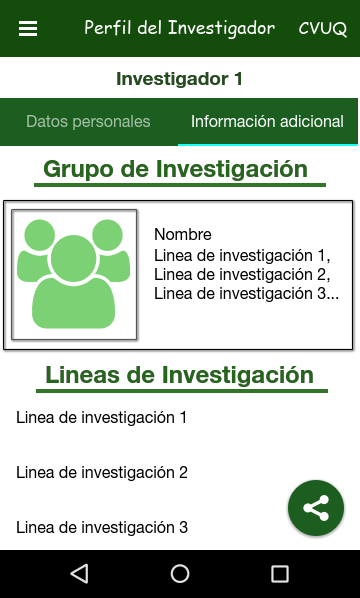 Perfil del Investigador CVUQ
Investigador 1
Datos personales Información adicional
Grupo de Investigación
Nombre
Linea de investigación 1,
Linea de investigación 2,
Linea de investigación 3...
Lineas de Investigación
Linea de investigación 1
Linea de investigación 2
Linea de investigación 3